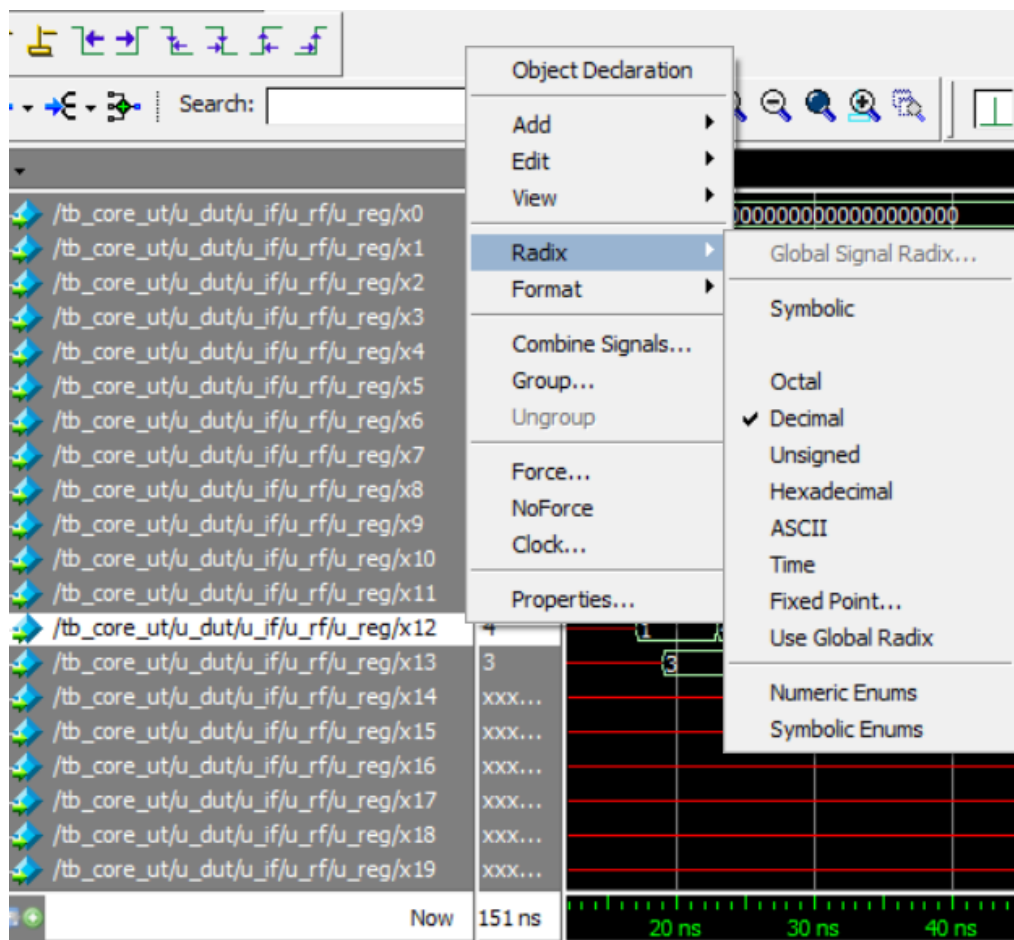 Search:
/tb_core_ut/u_dut/u_if/u_rf/u_reg/x0
/tb_core_ut/u_dut/u_if/u_rf/u_reg/x1
/tb_core_ut/u_dut/u_if/u_rf/u_reg/x2
/tb_core_ut/u_dut/u_if/u_rf/u_reg/x3
/tb_core_ut/u_dut/u_if/u_rf/u_reg/x4
/tb_core_ut/u_dut/u_if/u_rf/u_reg/x5
/tb_core_ut/u_dut/u_if/u_rf/u_reg/x6
/tb_core_ut/u_dut/u_if/u_rf/u_reg/x7
/tb_core_ut/u_dut/u_if/u_rf/u_reg/x8
/tb_core_ut/u_dut/u_if/u_rf/u_reg/x9
/tb_core_ut/u_dut/u_if/u_rf/u_reg/x10
/tb_core_ut/u_dut/u_if/u_rf/u_reg/x11
/tb_core_ut/u_dut/u_if/u_rf/u_reg/x12 4 1
/tb_core_ut/u_dut/u_if/u_rf/u_reg/x13 3 3
/tb_core_ut/u_dut/u_if/u_rf/u_reg/x14 xxx...
/tb_core_ut/u_dut/u_if/u_rf/u_reg/x15 xxx...
/tb_core_ut/u_dut/u_if/u_rf/u_reg/x16 xxx...
/tb_core_ut/u_dut/u_if/u_rf/u_reg/x17 xxx...
/tb_core_ut/u_dut/u_if/u_rf/u_reg/x18 xxx...
/tb_core_ut/u_dut/u_if/u_rf/u_reg/x19 xxx...
Now 151 ns
20 ns 30 ns 40 ns
Object Declaration
Add
Edit
View
Radix
Format
Combine Signals...
Group...
Ungroup
Force...
NoForce
Clock...
Properties...
Global Signal Radix...
Symbolic
Octal
Decimal
Unsigned
Hexadecimal
ASCII
Time
Fixed Point...
Use Global Radix
Numeric Enums
Symbolic Enums